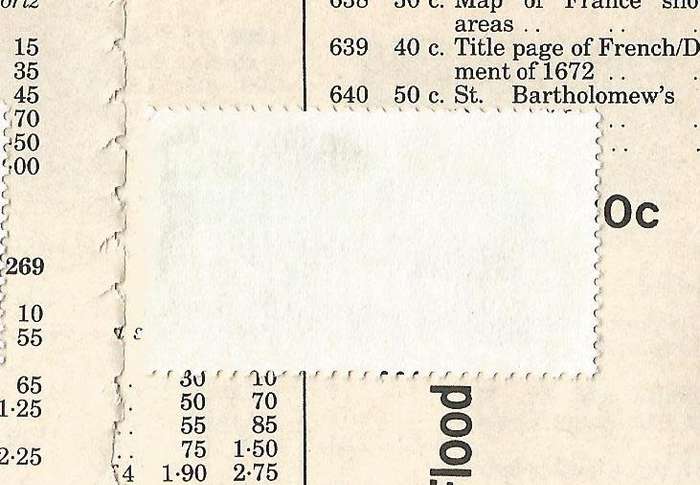 15
35
45
70
·50
·00
269
10
55
65
1·25
2·25
638 50 c. Map of France
areas ..
639 40 c. Title page of French/D
ment of 1672 ..
640 50 c. St. Bartholomew's
0c
30 10
50 70
55 85
75 1·50
4 1·90 2·75
Flood